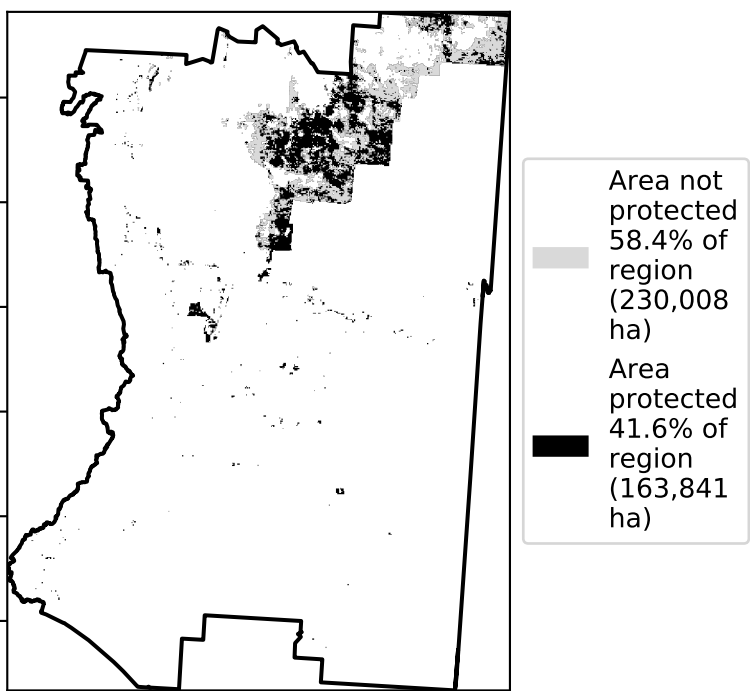 Area not
protected
58.4% of
region
(230,008
ha)
Area
protected
41.6% of
region
(163,841
ha)